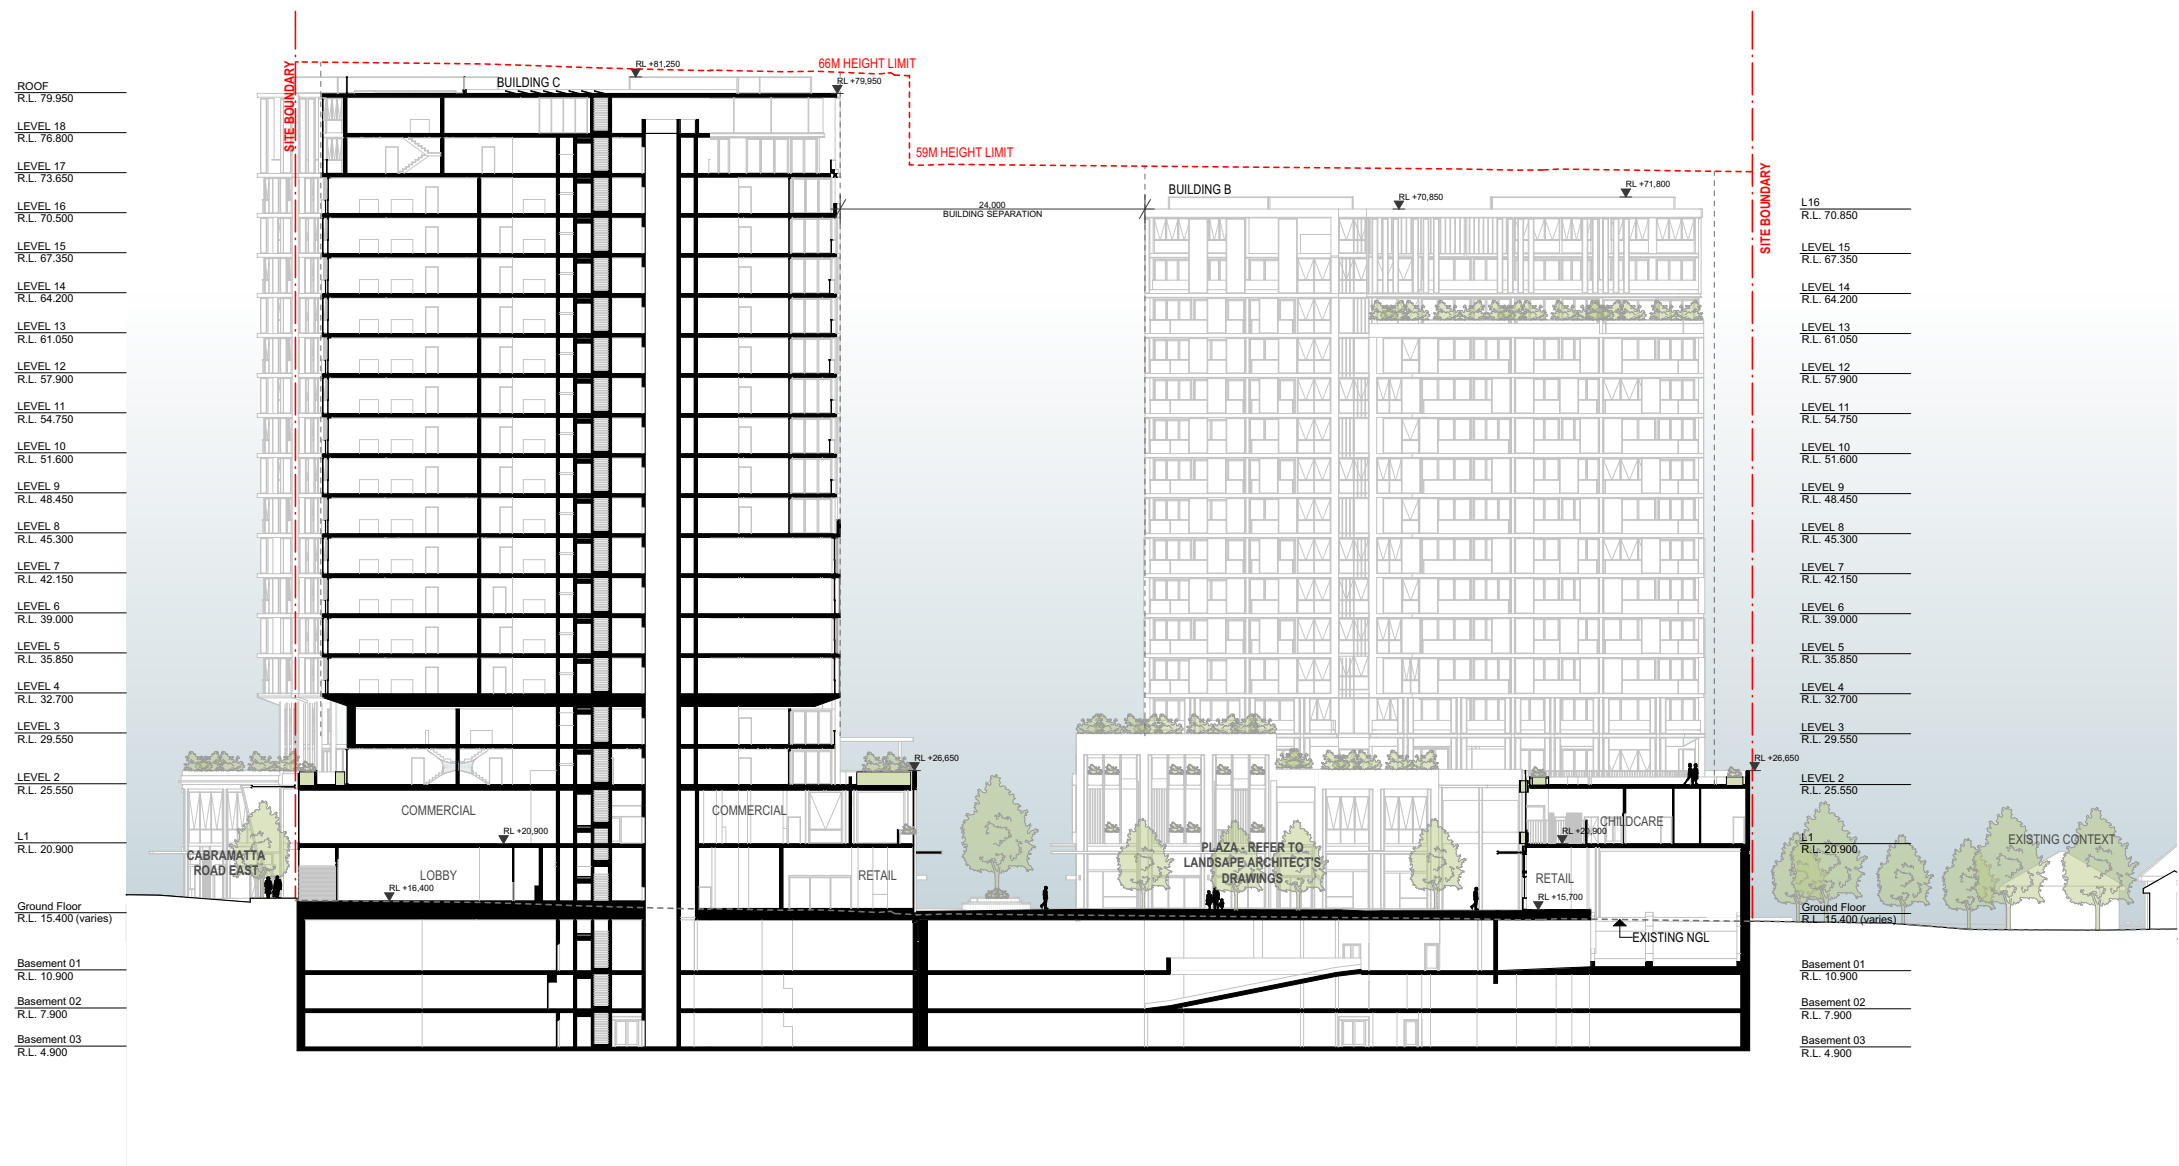 66M HEIGHT LIMIT
RL +81,250
BUILDING C
RL +79,950
SITE BOUNDARY
59M HEIGHT LIMIT
BUILDING B
RL +71,800
RL +70,850
SITE BOUNDARY
24,000
BUILDING SEPARATION
ROOF
R.L. 79.950
LEVEL 18
R.L. 76.800
LEVEL 17
R.L. 73.650
LEVEL 16
R.L. 70.500
LEVEL 15
R.L. 67.350
LEVEL 14
R.L. 64.200
LEVEL 13
R.L. 61.050
LEVEL 12
R.L. 57.900
LEVEL 11
R.L. 54.750
LEVEL 10
R.L. 51.600
LEVEL 9
R.L. 48.450
LEVEL 8
R.L. 45.300
LEVEL 7
R.L. 42.150
LEVEL 6
R.L. 39.000
LEVEL 5
R.L. 35.850
LEVEL 4
R.L. 32.700
LEVEL 3
R.L. 29.550
LEVEL 2
R.L. 25.550
L1
R.L. 20.900
Ground Floor
R.L. 15.400 (varies)
Basement 01
R.L. 10.900
Basement 02
R.L. 7.900
Basement 03
R.L. 4.900
RL +26,650
RL +26,650
COMMERCIAL
COMMERCIAL
RL +20,900
CHILDCARE
RL +20,900
CABRAMATTA
ROAD EAST
LOBBY
RL +16,400
RETAIL
PLAZA - REFER TO
LANDSAPE ARCHITECT'S
DRAWINGS
RETAIL
RL +15,700
EXISTING NGL
EXISTING CONTEXT
L16
R.L. 70.850
LEVEL 15
R.L. 67.350
LEVEL 14
R.L. 64.200
LEVEL 13
R.L. 61.050
LEVEL 12
R.L. 57.900
LEVEL 11
R.L. 54.750
LEVEL 10
R.L. 51.600
LEVEL 9
R.L. 48.450
LEVEL 8
R.L. 45.300
LEVEL 7
R.L. 42.150
LEVEL 6
R.L. 39.000
LEVEL 5
R.L. 35.850
LEVEL 4
R.L. 32.700
LEVEL 3
R.L. 29.550
LEVEL 2
R.L. 25.550
L1
R.L. 20.900
Ground Floor
R.L. 15.400 (varies)
Basement 01
R.L. 10.900
Basement 02
R.L. 7.900
Basement 03
R.L. 4.900